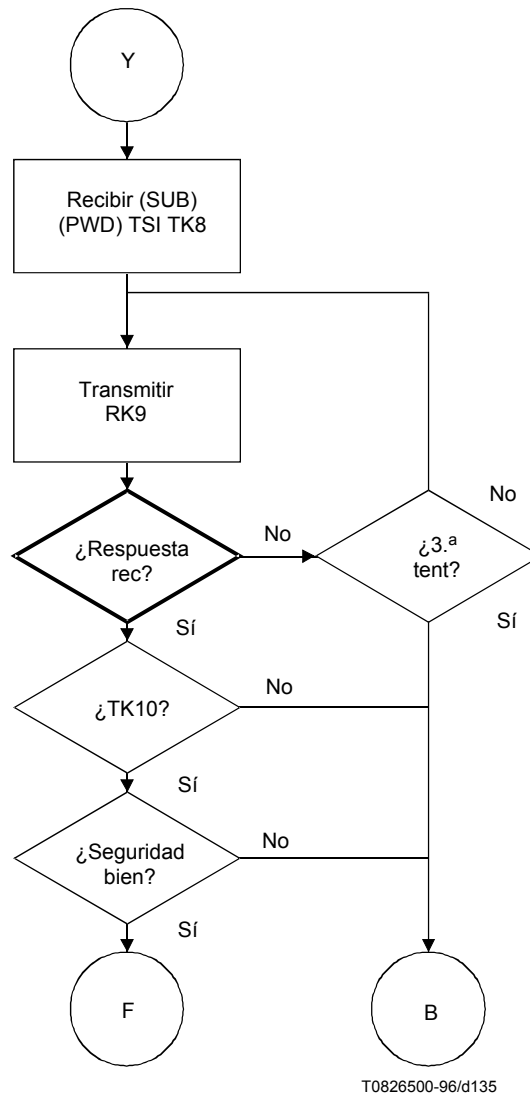 Y
Recibir (SUB)
(PWD) TSI TK8
Transmitir
RK9
¿Respuesta
rec?
No
¿3.ª
tent?
No
Sí
Sí
¿TK10?
No
Sí
¿Seguridad
bien?
No
Sí
F
B
T0826500-96/d135